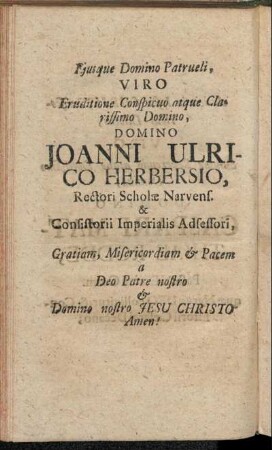 Ejusque Domino Patrueli,
VIRO
Eruditione Conspicuo atque Cla-
rissimo Domino,
DOMINO
JOANNI ULRI-
CO HERBERSIO,
Rectori Scholæ Narvens.
&
Consistorii Imperialis Adsessori,
Gratiam, Misericordiam & Pacem
a
Deo Patre nostro
&
Domino nostro JESU CHRISTO
Amen!